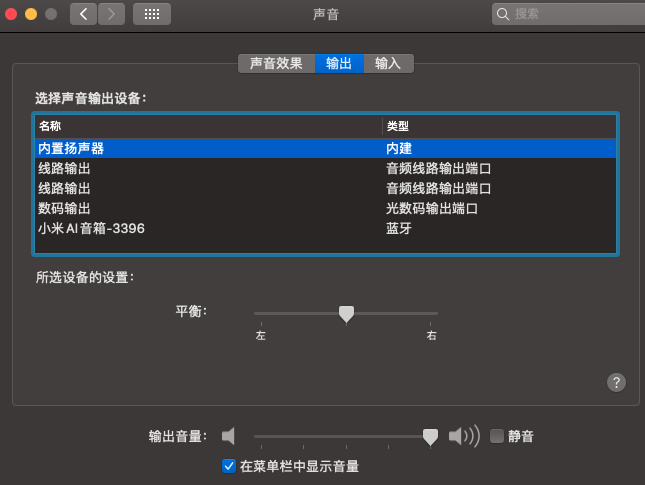 声音
搜索
声音效果 输出 输入
选择声音输出设备：
名称 类型
内置扬声器 内建
线路输出 音频线路输出端口
线路输出 音频线路输出端口
数码输出 光数码输出端口
小米AI音箱-3396 蓝牙
所选设备的设置：
平衡：
左 右
?
输出音量： 静音
在菜单栏中显示音量